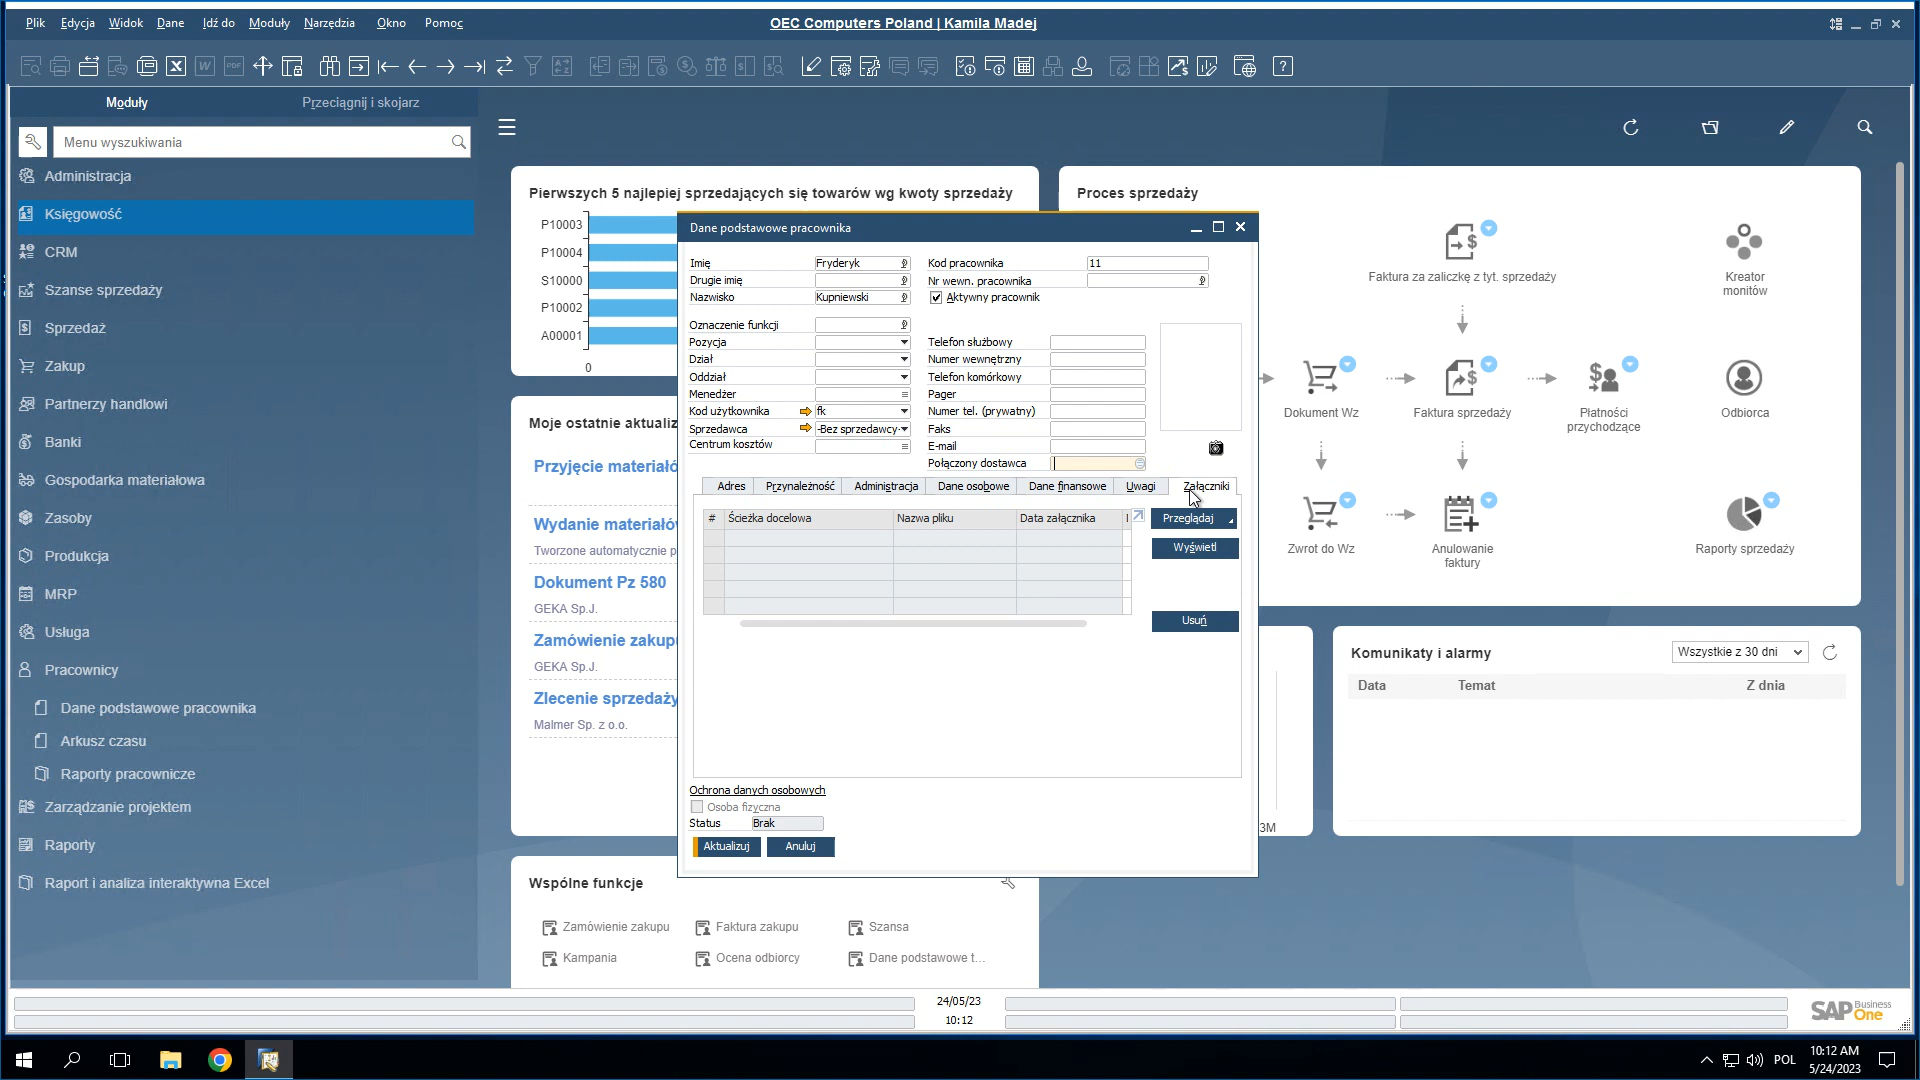 Plik Edycja Widok Dane Idź do Moduły Narzędzia Okno Pomoc
OEC Computers Poland | Kamila Madej
Moduły Przeciągnij i skojarz
Menu wyszukiwania
Administracja
Księgowość
CRM
Szanse sprzedaży
Sprzedaż
Zakup
Partnerzy handlowi
Banki
Gospodarka materiałowa
Zasoby
Produkcja
MRP
Usługa
Pracownicy
Dane podstawowe pracownika
Arkusz czasu
Raporty pracownicze
Zarządzanie projektem
Raporty
Raport i analiza interaktywna Excel
Pierwszych 5 najlepiej sprzedających się towarów wg kwoty sprzedaży
P10003
P10004
S10000
P10002
A00001
0
Moje ostatnie aktualiz
Przyjęcie materiałó
Wydanie materiałów
Tworzone automatycznie p
Dokument Pz 580
GEKA Sp.J.
Zamówienie zakupu
GEKA Sp.J.
Zlecenie sprzedaży
Malmer Sp. z o.o.
Wspólne funkcje
Zamówienie zakupu Faktura zakupu Szansa
Kampania Ocena odbiorcy Dane podstawowe t...
Dane podstawowe pracownika
Imię Fryderyk Kod pracownika 11
Drugie imię Nr wewn. pracownika
Nazwisko Kupniewski Aktywny pracownik
Oznaczenie funkcji
Pozycja Telefon służbowy
Dział Numer wewnętrzny
Oddział Telefon komórkowy
Menedżer Pager
Kod użytkownika fk Numer tel. (prywatny)
Sprzedawca -Bez sprzedawcy- Faks
Centrum kosztów E-mail
Połączony dostawca
Adres Przynależność Administracja Dane osobowe Dane finansowe Uwagi Załączniki
# Ścieżka docelowa Nazwa pliku Data załącznika
Przeglądaj
Wyświetl
Usuń
Ochrona danych osobowych
Osoba fizyczna
Status Brak
Aktualizuj Anuluj
Proces sprzedaży
Faktura za zaliczkę z tyt. sprzedaży
Kreator
monitów
Dokument Wz
Faktura sprzedaży
Płatności
przychodzące
Odbiorca
Zwrot do Wz
Anulowanie
faktury
Raporty sprzedaży
3M
Komunikaty i alarmy Wszystkie z 30 dni
Data Temat Z dnia
24/05/23
10:12
SAP Business One
POL
10:12 AM
5/24/2023